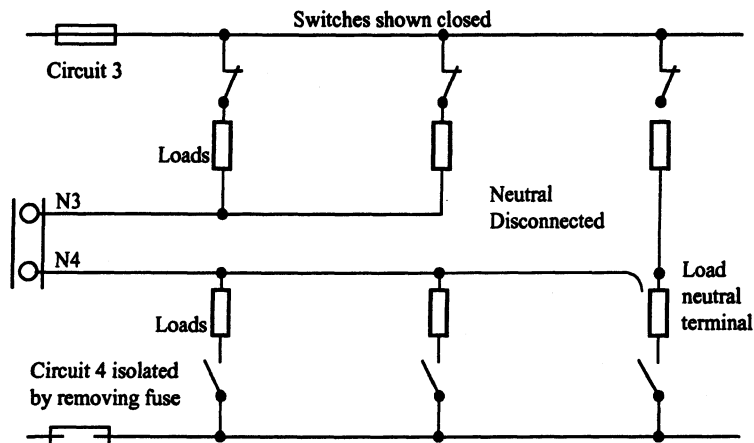 Switches shown closed
Circuit 3
Loads
N3
Neutral
Disconnected
N4
Load
neutral
terminal
Loads
Circuit 4 isolated
by removing fuse